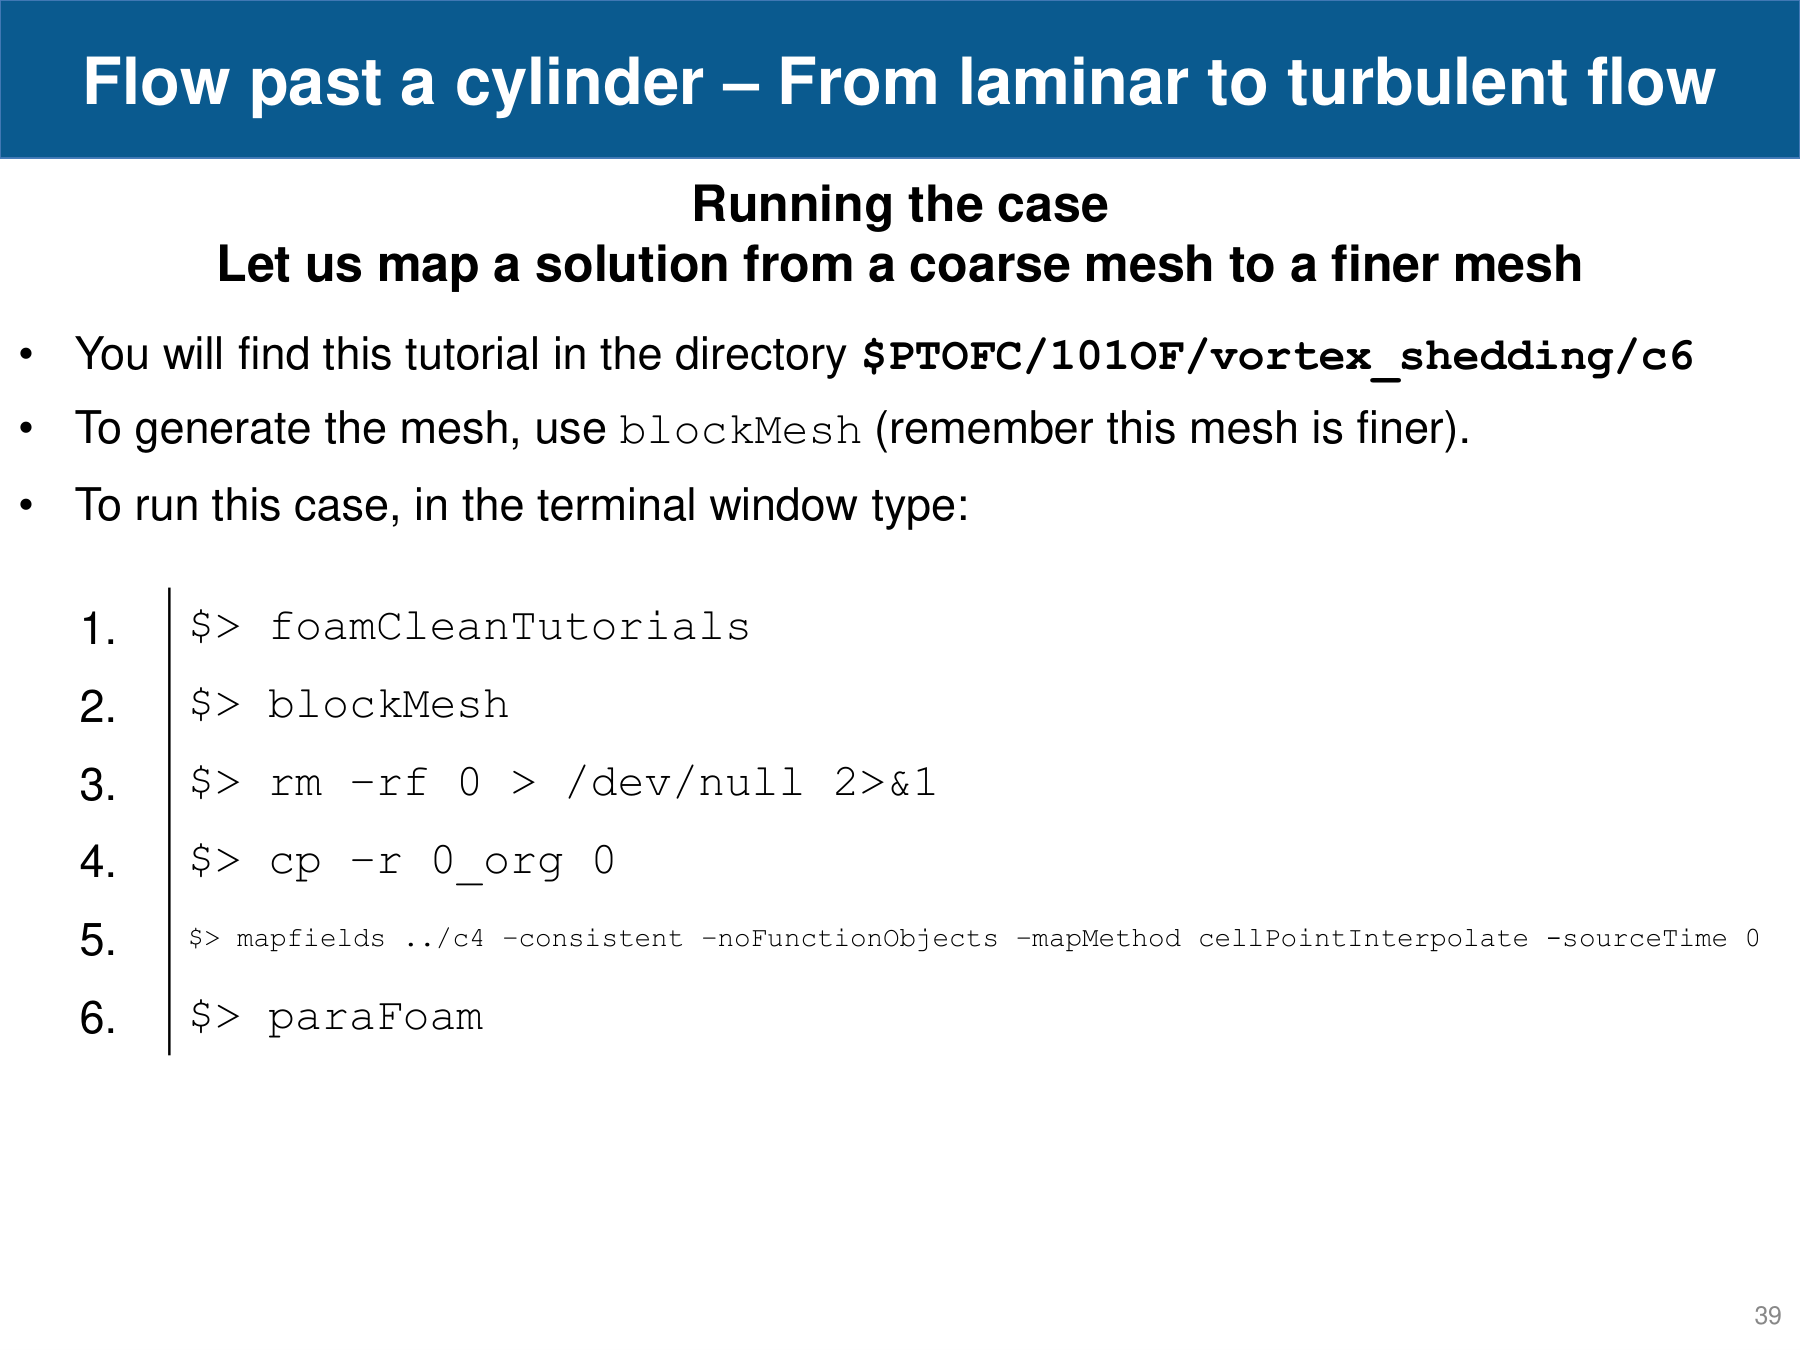 Flow past a cylinder – From laminar to turbulent flow
Running the case
Let us map a solution from a coarse mesh to a finer mesh
• You will find this tutorial in the directory $PTOFC/101OF/vortex_shedding/c6
• To generate the mesh, use blockMesh (remember this mesh is finer).
• To run this case, in the terminal window type:
1. $> foamCleanTutorials
2. $> blockMesh
3. $> rm –rf 0 > /dev/null 2>&1
4. $> cp –r 0_org 0
5. $> mapfields ../c4 –consistent –noFunctionObjects –mapMethod cellPointInterpolate -sourceTime 0
6. $> paraFoam
39